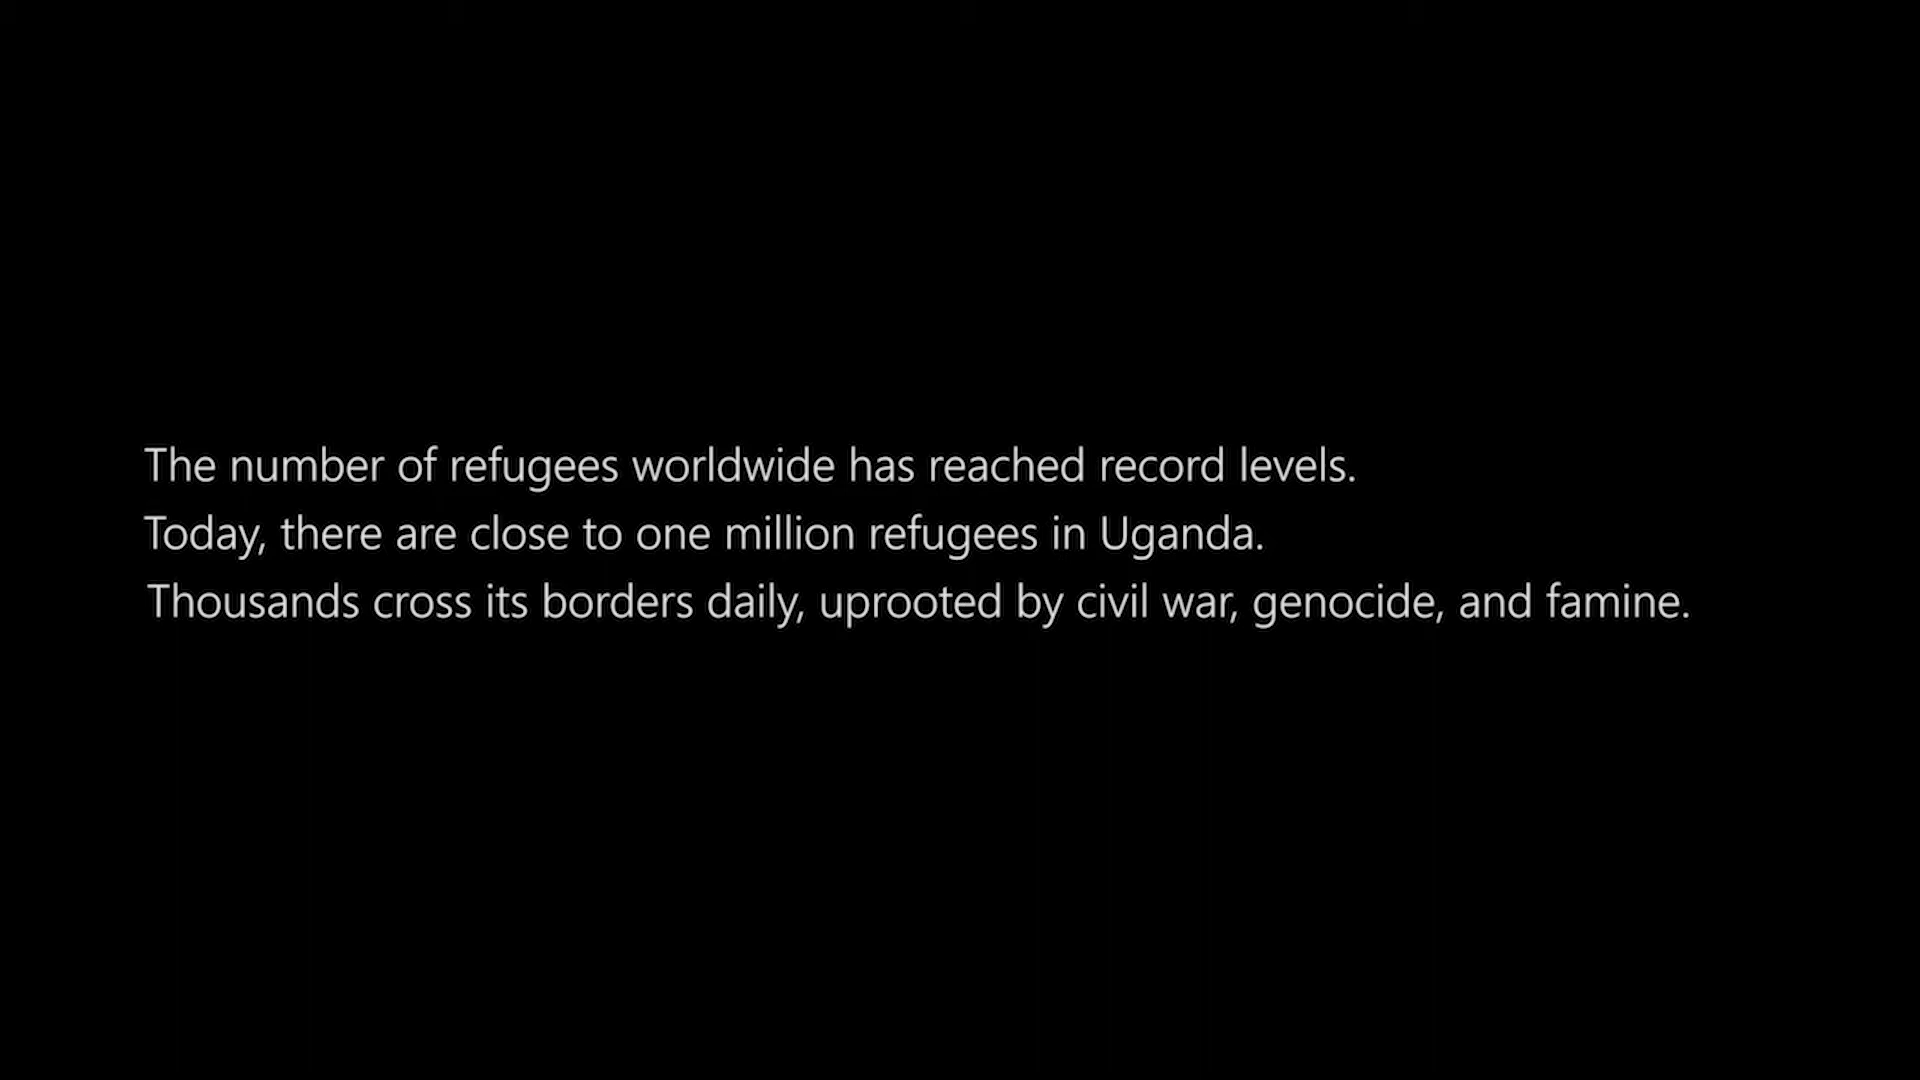 The number of refugees worldwide has reached record levels.
Today, there are close to one million refugees in Uganda.
Thousands cross its borders daily, uprooted by civil war, genocide, and famine.